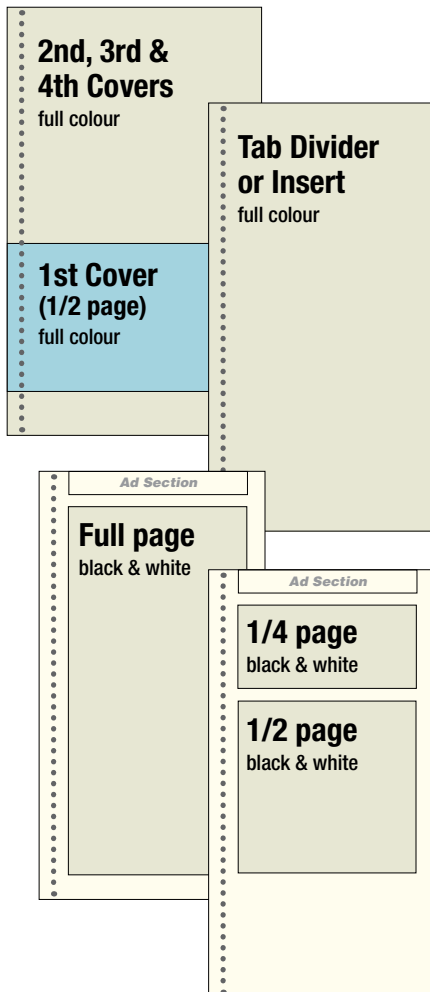 2nd, 3rd &
4th Covers
full colour
Tab Divider
or Insert
full colour
1st Cover
(1/2 page)
full colour
Ad Section
Full page
black & white
Ad Section
1/4 page
black & white
1/2 page
black & white